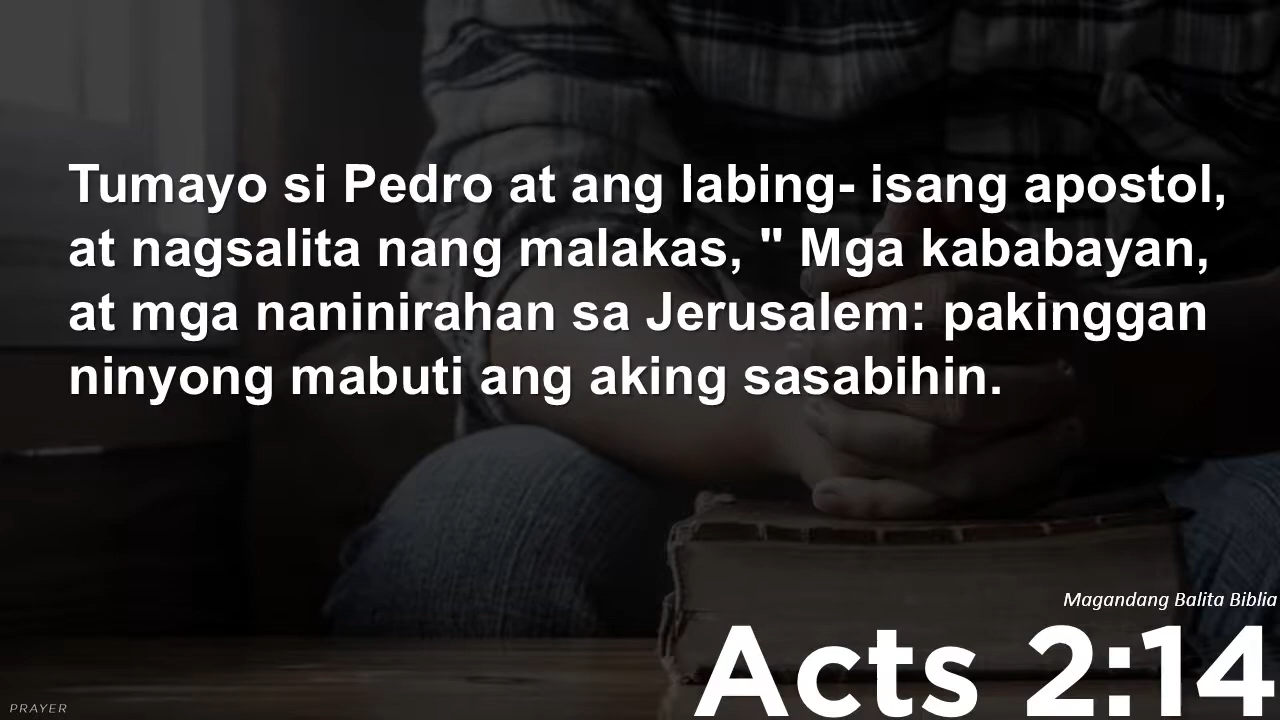 Tumayo si Pedro at ang labing- isang apostol,
at nagsalita nang malakas, " Mga kababayan,
at mga naninirahan sa Jerusalem: pakinggan
ninyong mabuti ang aking sasabihin.
Magandang Balita Biblia
Acts 2:14
PRAYER